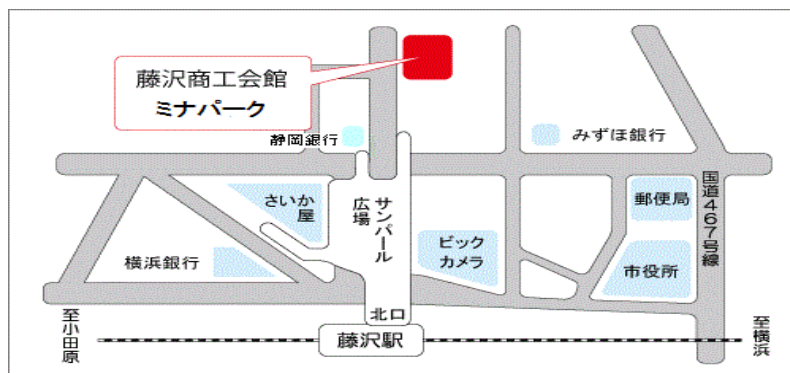 藤沢商工会館
ミナパーク
静岡銀行
みずほ銀行
さいか
屋
サンパール
広場
ビック
カメラ
郵便局
市役所
国道467号線
横浜銀行
北口
藤沢駅
至小田原
至横浜